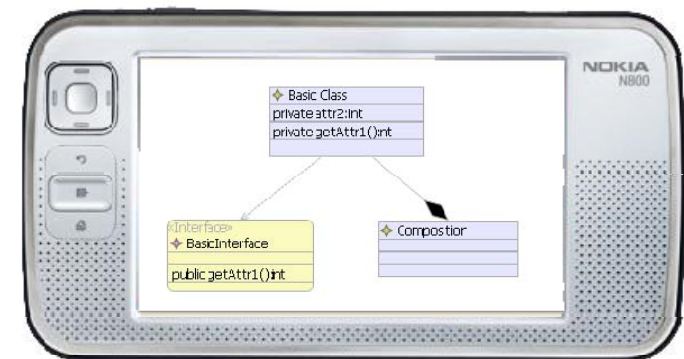 NOKIA
N800
Basic Class
private attr2:int
private getAttr1():int
«Interface»
BasicInterface
public getAttr1():int
Compostion